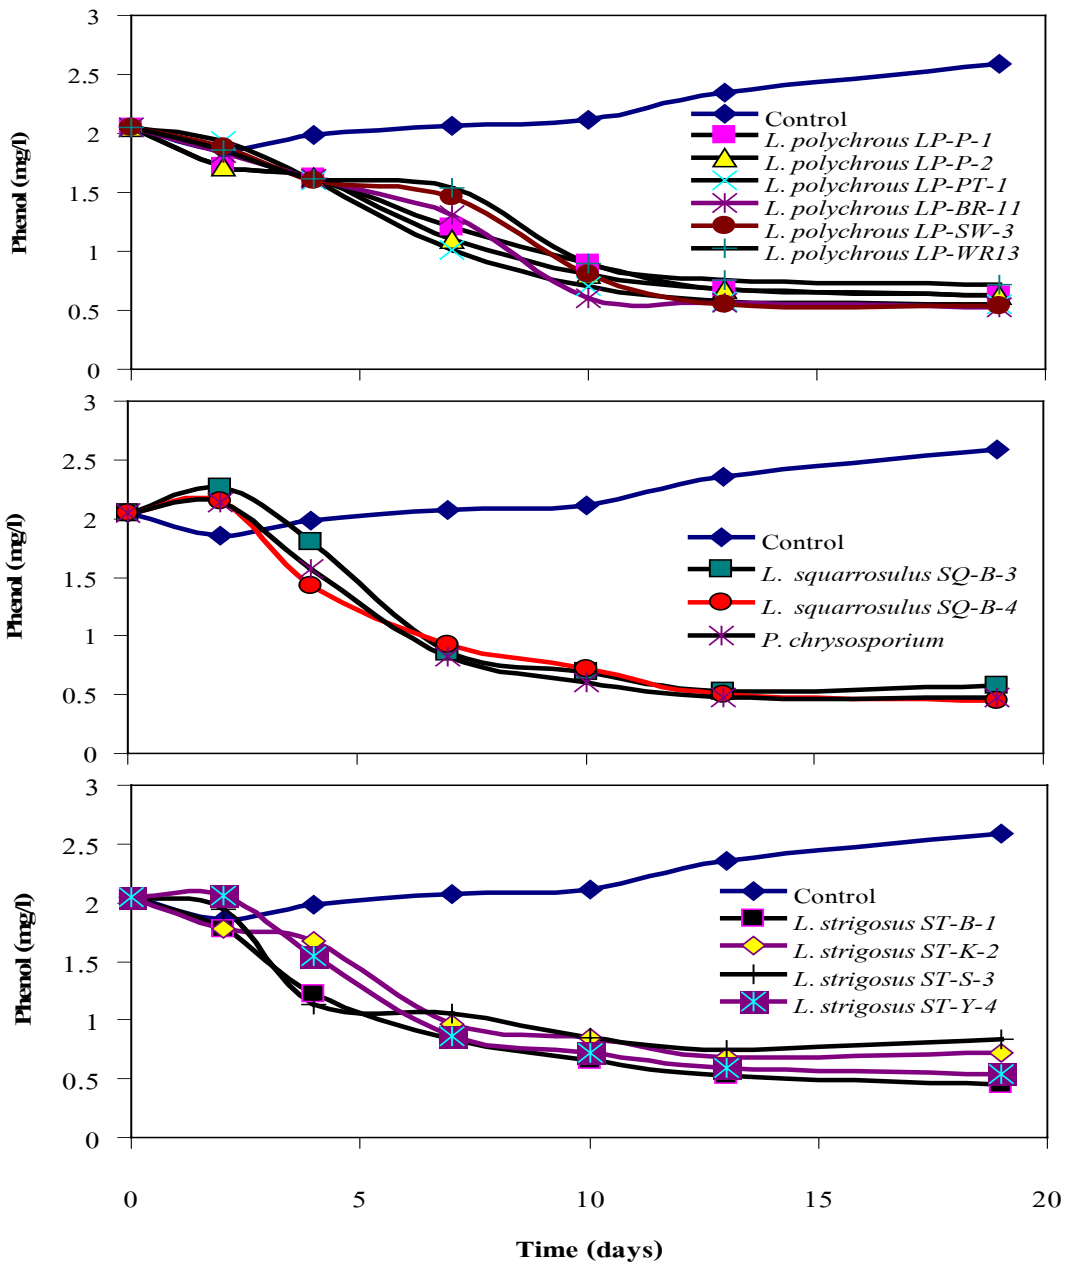 3
2.5
2
1.5
1
0.5
0
Phenol (mg/l)
Control
L. polychrous LP-P-1
L. polychrous LP-P-2
L. polychrous LP-PT-1
L. polychrous LP-BR-11
L. polychrous LP-SW-3
L. polychrous LP-WR13
3
2.5
2
1.5
1
0.5
0
Phenol (mg/l)
Control
L. squarrosulus SQ-B-3
L. squarrosulus SQ-B-4
P. chrysosporium
3
2.5
2
1.5
1
0.5
0
Phenol (mg/l)
Control
L. strigosus ST-B-1
L. strigosus ST-K-2
L. strigosus ST-S-3
L. strigosus ST-Y-4
0 5 10 15 20
Time (days)